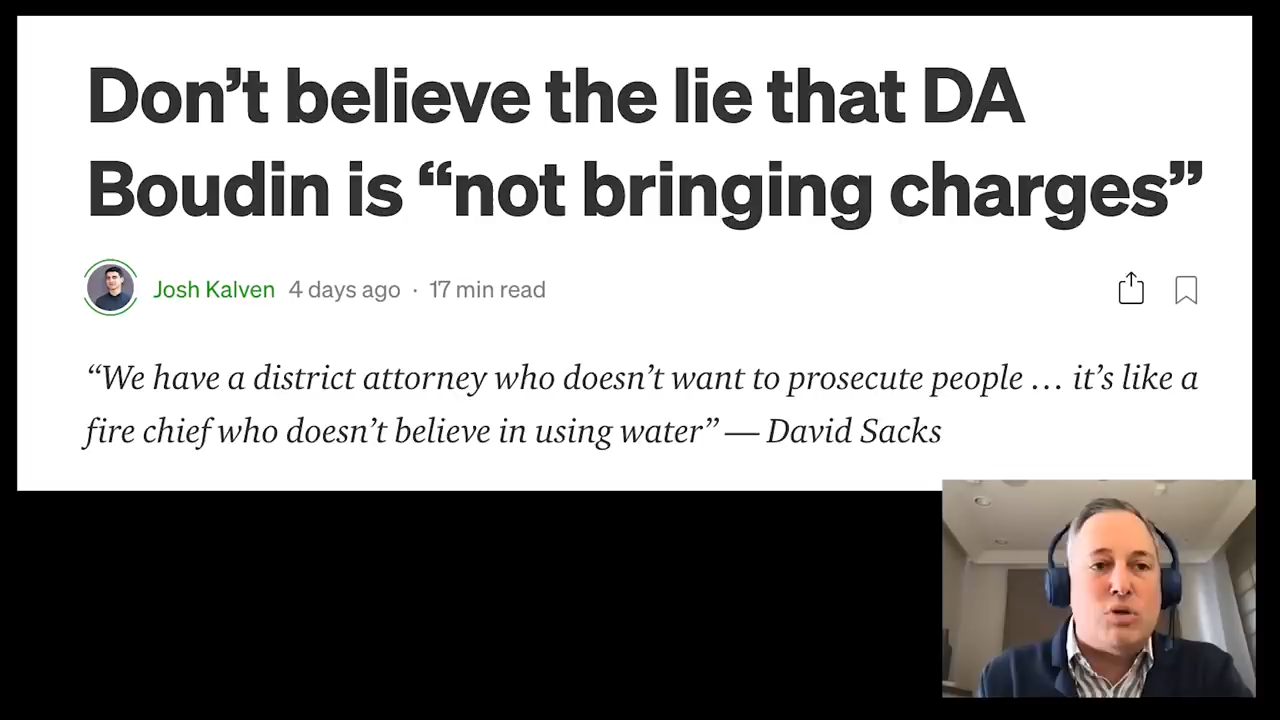 Don’t believe the lie that DA
Boudin is “not bringing charges”
Josh Kalven 4 days ago · 17 min read
“We have a district attorney who doesn’t want to prosecute people … it’s like a
fire chief who doesn’t believe in using water” — David Sacks